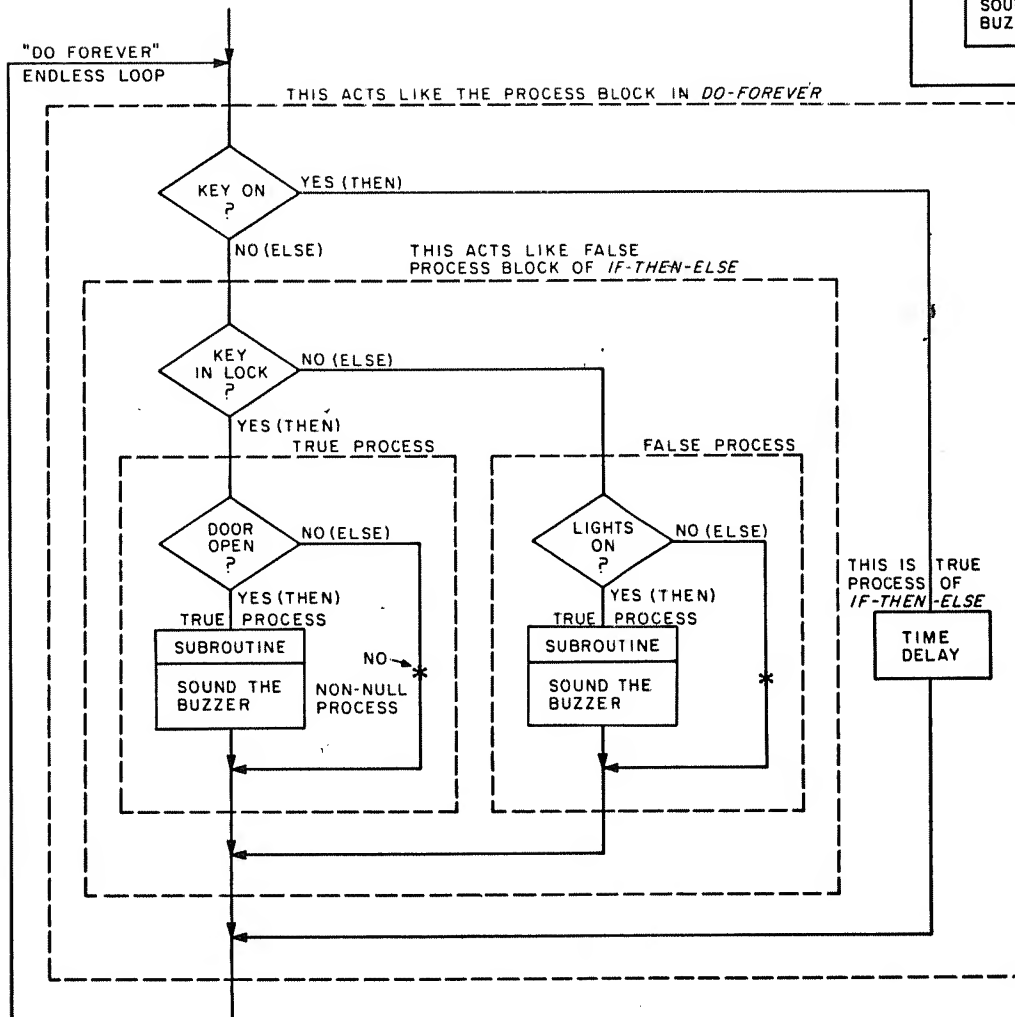 SOU
BUZ
"DO FOREVER"
ENDLESS LOOP
THIS ACTS LIKE THE PROCESS BLOCK IN DO-FOREVER
KEY ON
?
YES (THEN)
NO (ELSE)
THIS ACTS LIKE FALSE
PROCESS BLOCK OF IF-THEN-ELSE
KEY
IN LOCK
?
NO (ELSE)
YES (THEN)
TRUE PROCESS
FALSE PROCESS
DOOR
OPEN
?
NO (ELSE)
YES (THEN)
TRUE PROCESS
SUBROUTINE
SOUND THE
BUZZER
NO
NON-NULL
PROCESS
LIGHTS
ON
?
NO (ELSE)
YES (THEN)
TRUE PROCESS
SUBROUTINE
SOUND THE
BUZZER
THIS IS TRUE
PROCESS OF
IF-THEN-ELSE
TIME
DELAY